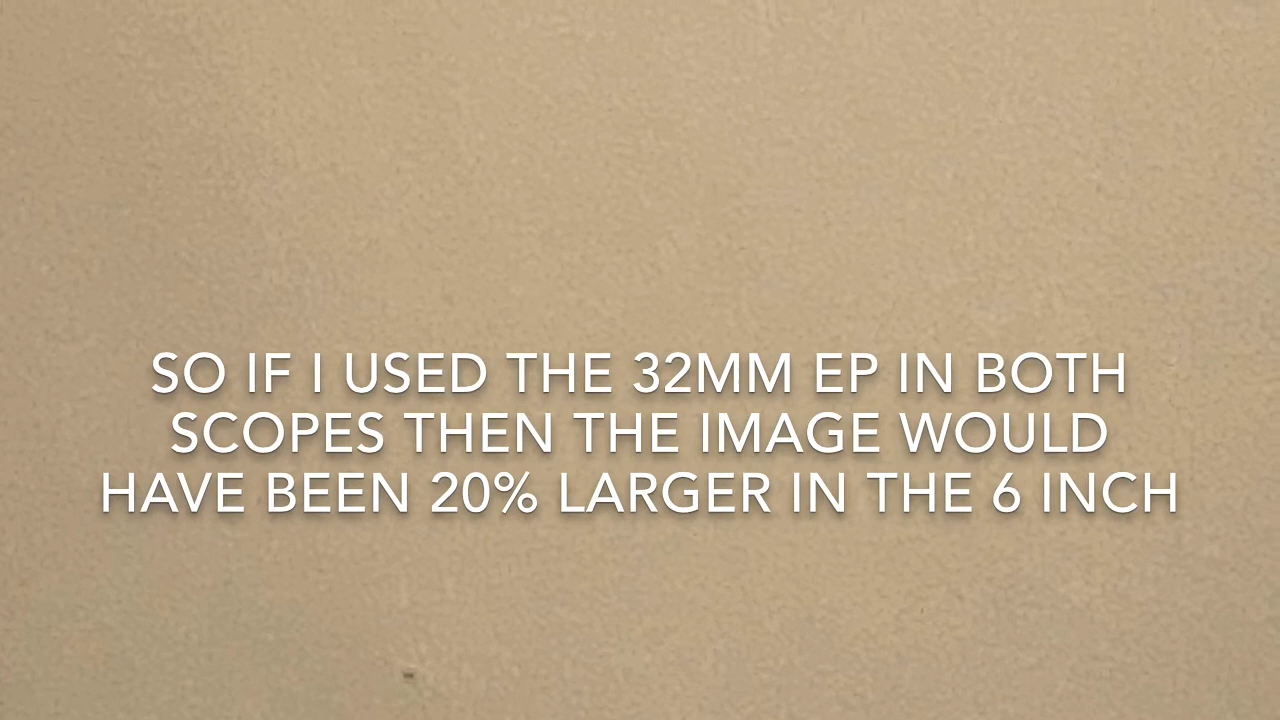 SO IF I USED THE 32MM EP IN BOTH
SCOPES THEN THE IMAGE WOULD
HAVE BEEN 20% LARGER IN THE 6 INCH